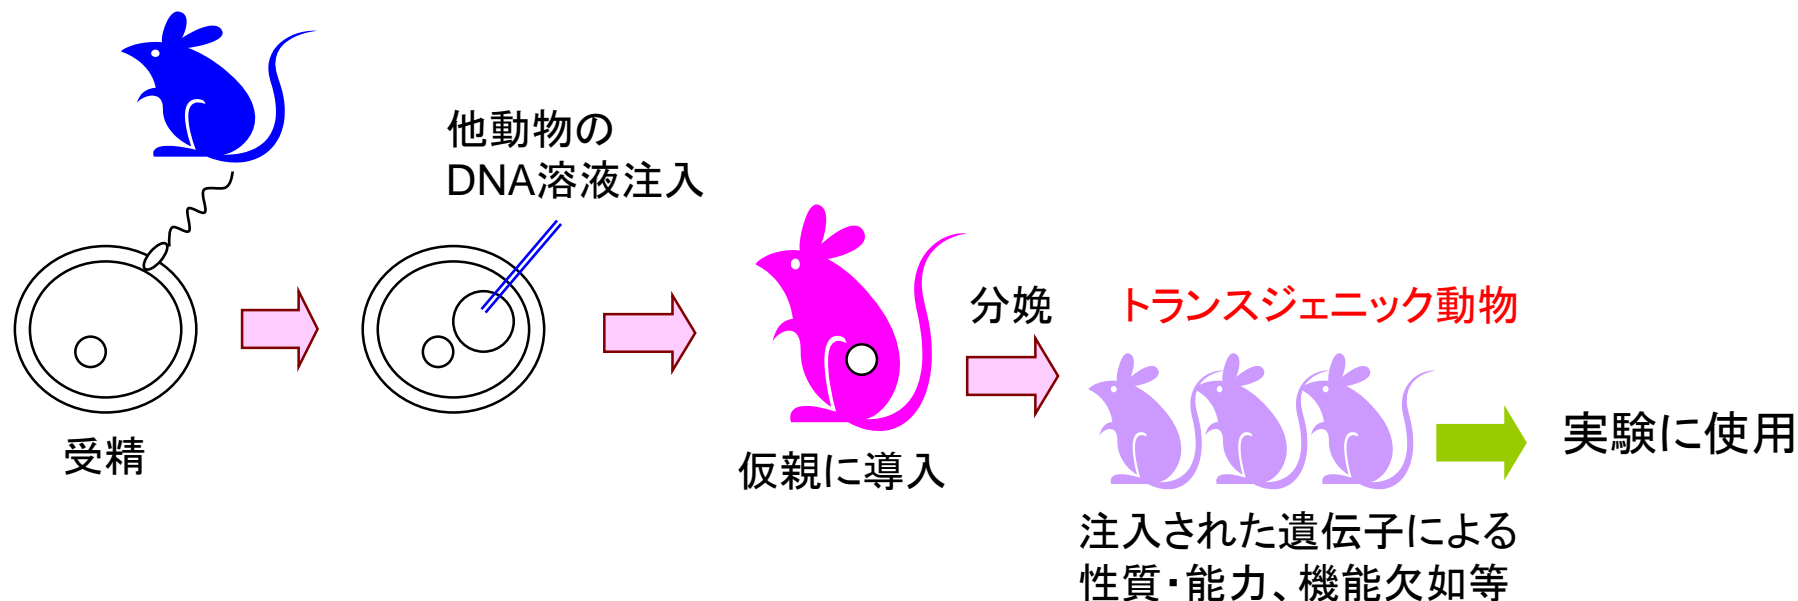 他動物の
DNA溶液注入
受精
仮親に導入
分娩
トランスジェニック動物
注入された遺伝子による
性質・能力、機能欠如等
実験に使用